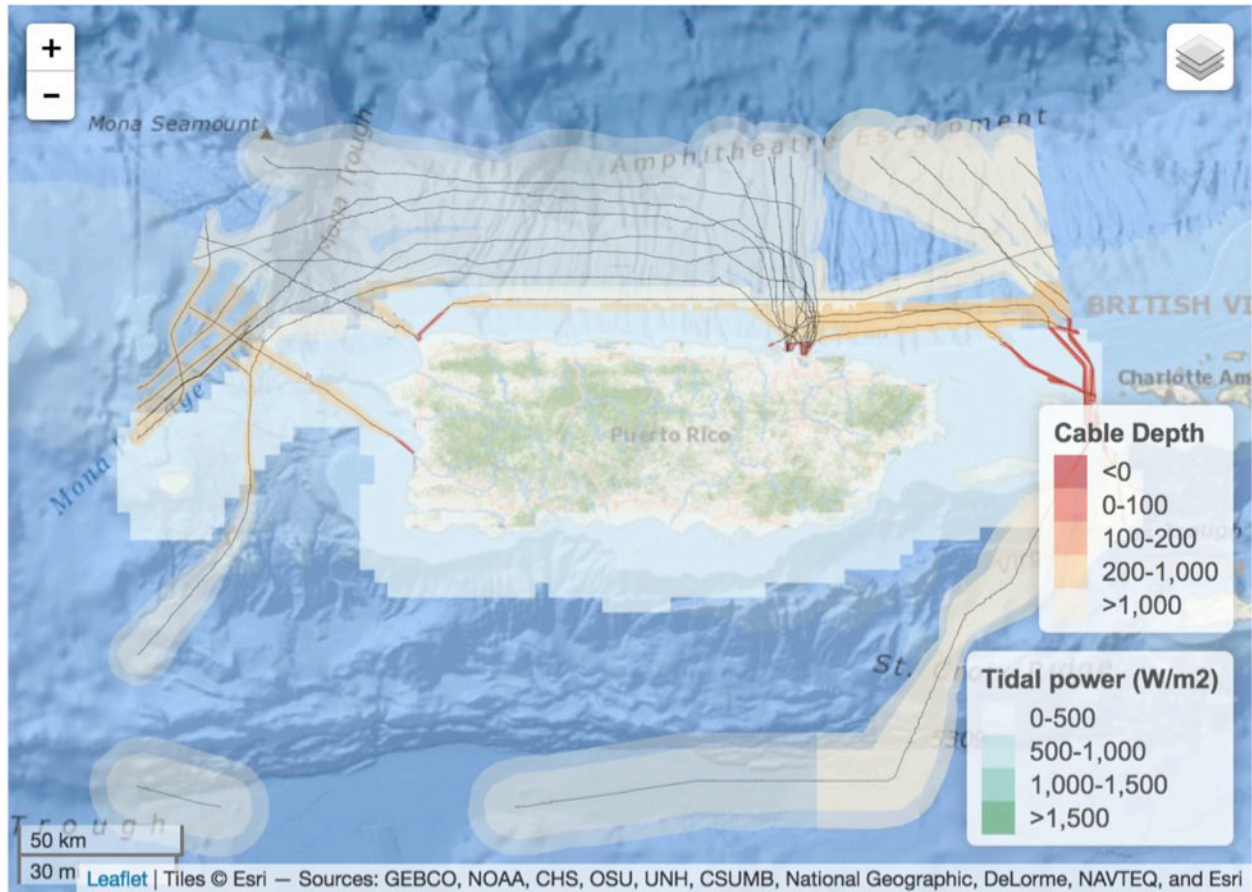 +
−
Mona Seamount
Mona Trough
Amphitheatre Escarpment
BRITISH VI
Charlotte Am
Puerto Rico
Mona
age
Cable Depth
<0
0-100
100-200
200-1,000
>1,000
St. Croix Ridge
Tidal power (W/m2)
0-500
500-1,000
1,000-1,500
>1,500
Trough
50 km
30 m
Leaflet | Tiles © Esri — Sources: GEBCO, NOAA, CHS, OSU, UNH, CSUMB, National Geographic, DeLorme, NAVTEQ, and Esri